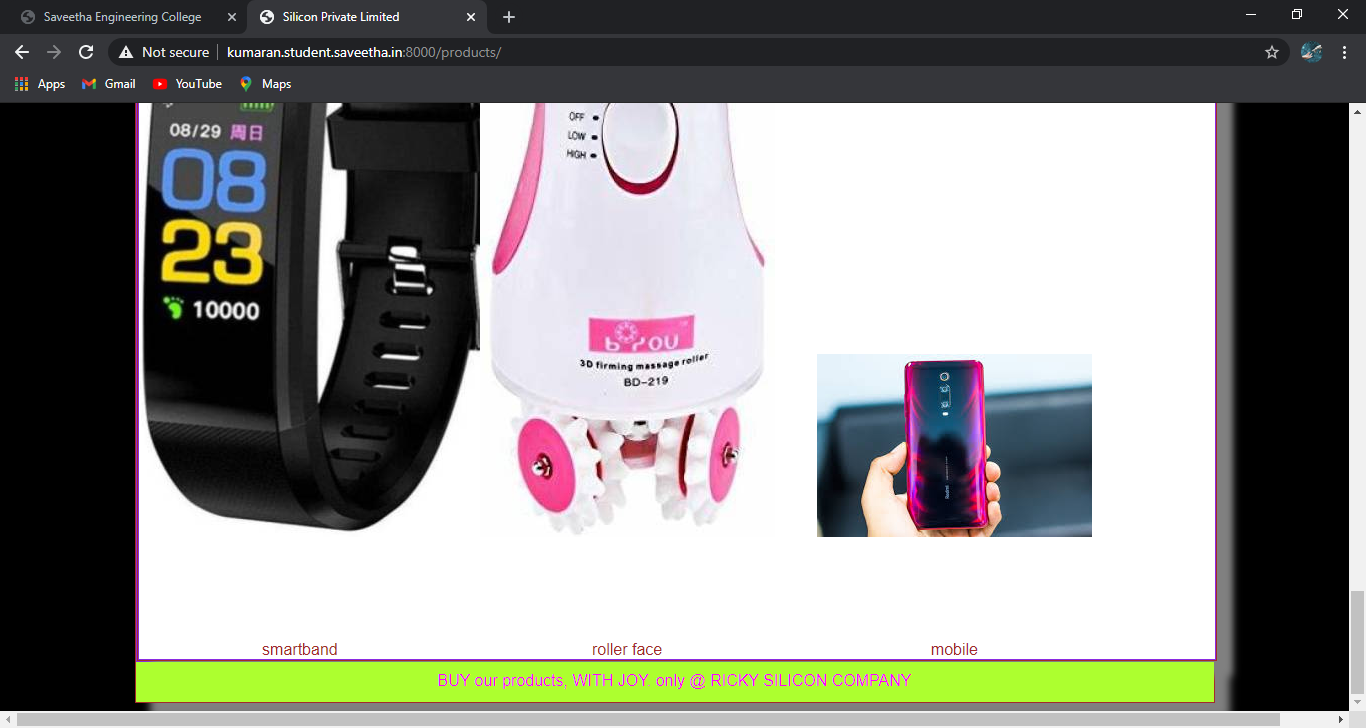 Saveetha Engineering College
Silicon Private Limited
Not secure
kumaran.student.saveetha.in:8000/products/
Apps
Gmail
YouTube
Maps
08/29 周日
08
23
10000
OFF
LOW
HIGH
b you
3D firming massage roller
BD-219
Redmi
smartband
roller face
mobile
BUY our products, WITH JOY. only @ RICKY SILICON COMPANY